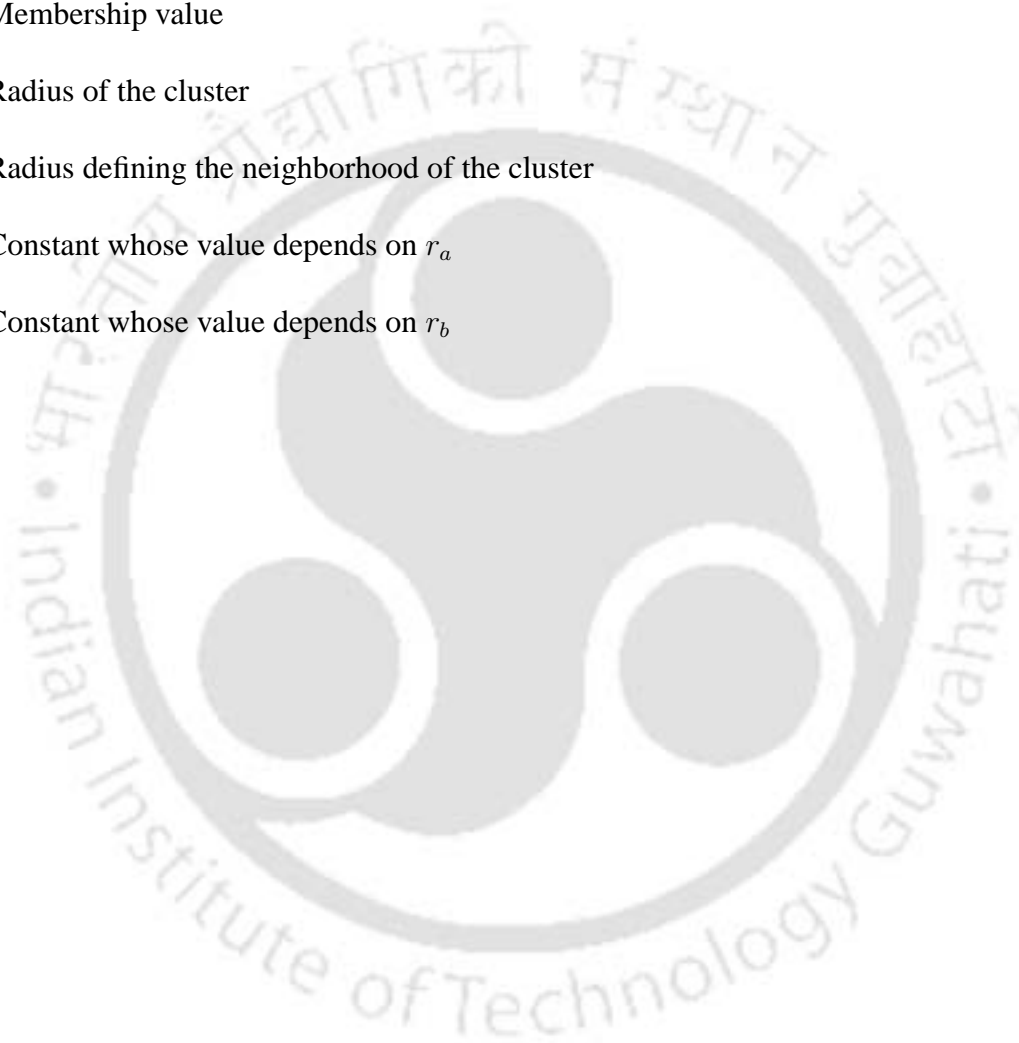 Membership value
Radius of the cluster
Radius defining the neighborhood of the cluster
Constant whose value depends on r_a
Constant whose value depends on r_b
भारतीय प्रौद्योगिकी संस्थान गुवाहाटी
• Indian Institute of Technology Guwahati •